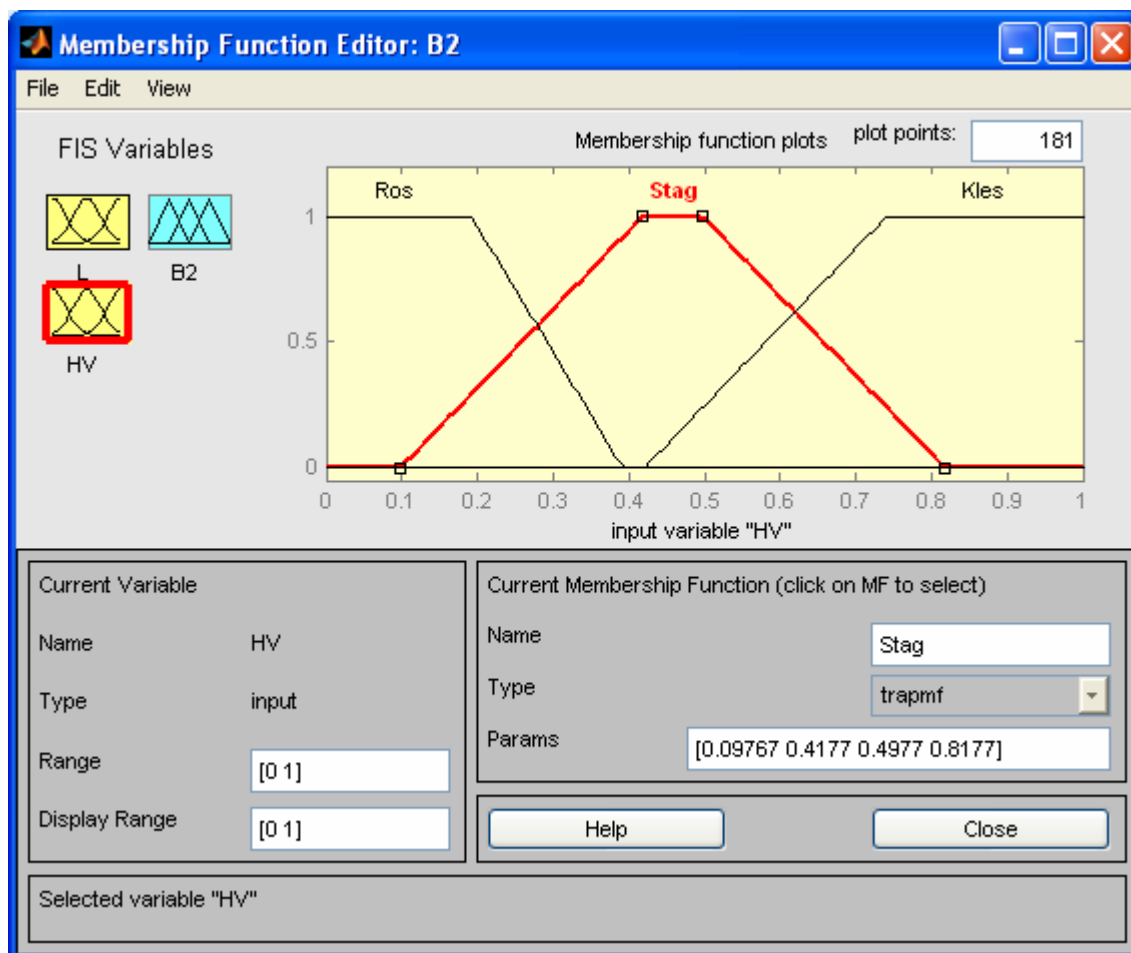 Membership Function Editor: B2
File Edit View
FIS Variables
Membership function plots plot points: 181
L B2
HV
Ros Stag Kles
1
0.5
0
0 0.1 0.2 0.3 0.4 0.5 0.6 0.7 0.8 0.9 1
input variable "HV"
Current Variable
Name HV
Type input
Range [0 1]
Display Range [0 1]
Current Membership Function (click on MF to select)
Name Stag
Type trapmf
Params [0.09767 0.4177 0.4977 0.8177]
Help Close
Selected variable "HV"